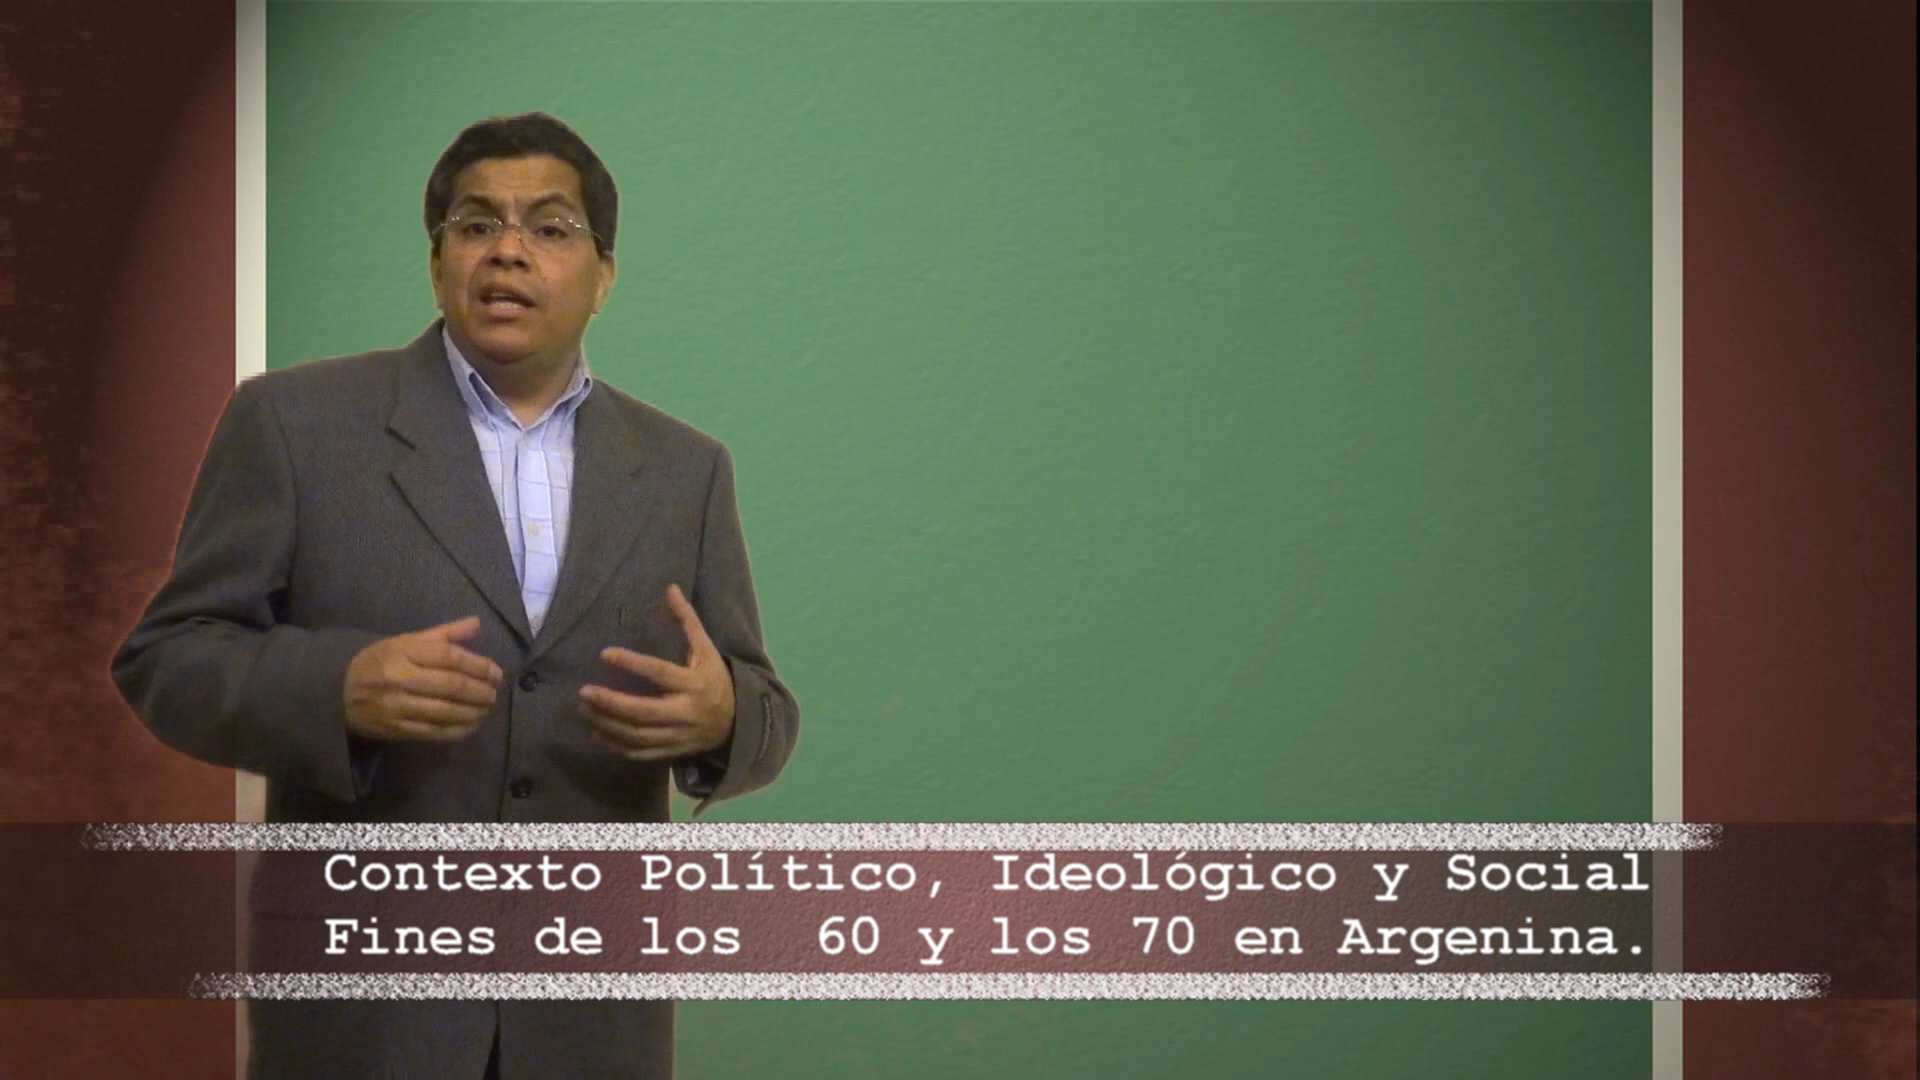 Contexto Político, Ideológico y Social
Fines de los 60 y los 70 en Argenina.